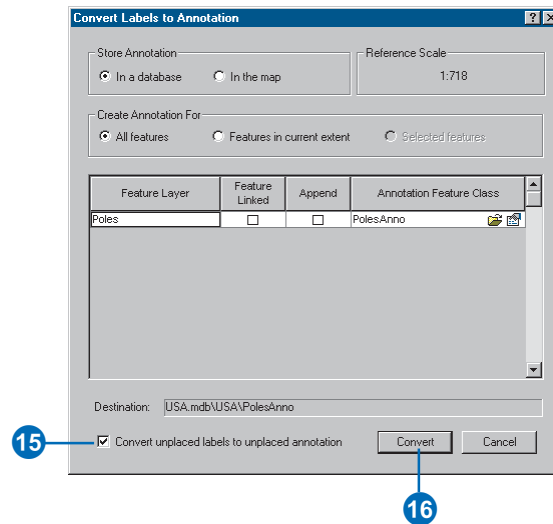 Convert Labels to Annotation
Store Annotation
In a database
In the map
Reference Scale
1:718
Create Annotation For
All features
Features in current extent
Selected features
Feature Layer
Feature Linked
Append
Annotation Feature Class
Poles
PolesAnno
Destination:
USA.mdb\USA\PolesAnno
15
Convert unplaced labels to unplaced annotation
Convert
Cancel
16